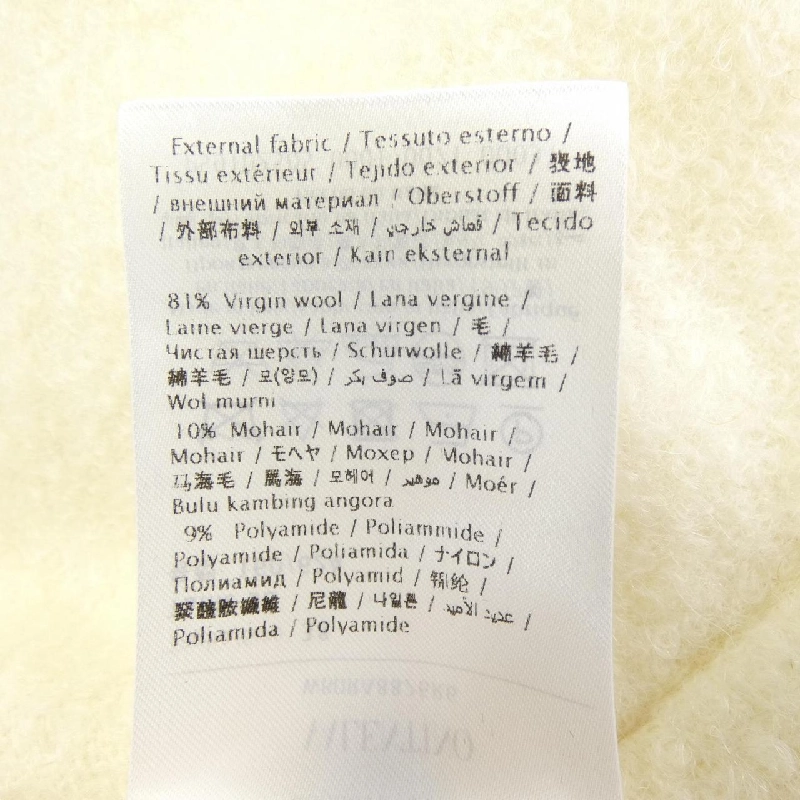 External fabric / Tessuto esterno /
Tissu extérieur / Tejido exterior / 表地
/ внешний материал / Oberstoff / 面料
/ 外部布料 / 외부 소재 / قماش خارجي / Tecido
exterior / Kain eksternal
81% Virgin wool / Lana vergine /
Laine vierge / Lana virgen / 毛 /
Чистая шерсть / Schurwolle / 綿羊毛 /
綿羊毛 / 모(양모) / صوف بكر / Lã virgem /
Wol murni
10% Mohair / Mohair / Mohair /
Mohair / モヘヤ / Мохер / Mohair /
马海毛 / 馬海 / 모헤어 / موهير / Moér /
Bulu kambing angora
9% Polyamide / Poliammide /
Polyamide / Poliamida / ナイロン /
Полиамид / Polyamid / 锦纶 /
聚醯胺纖維 / 尼龍 / 나일론 / عديد الأميد /
Poliamida / Polyamide
VALENTINO